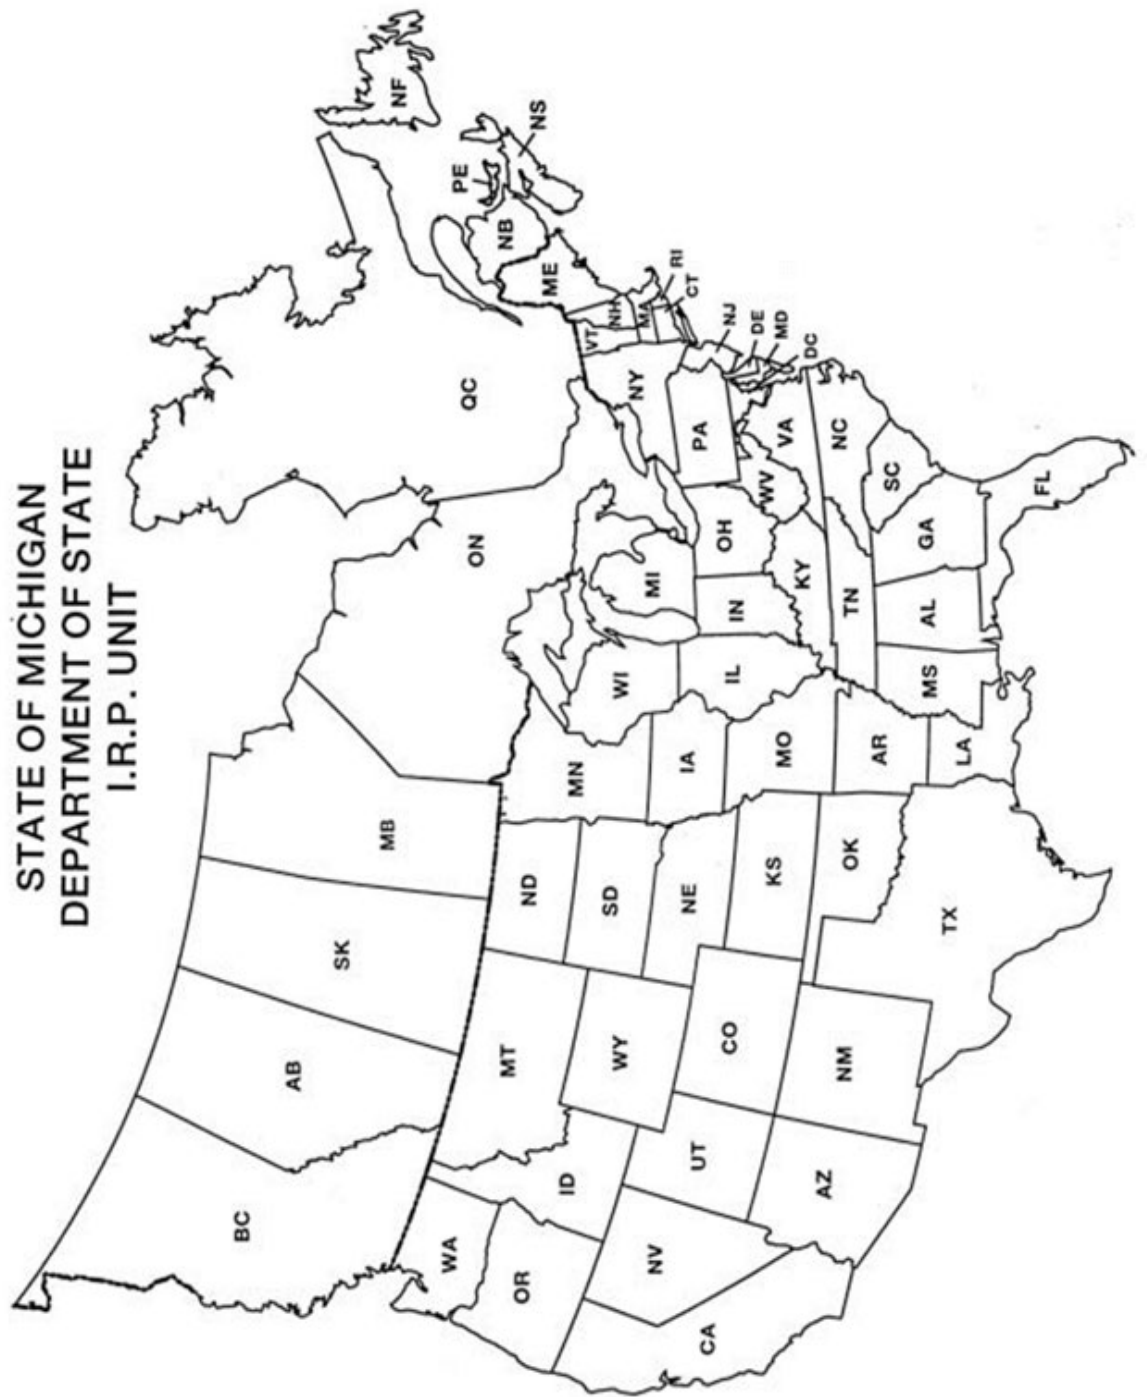 STATE OF MICHIGAN
DEPARTMENT OF STATE
I.R.P. UNIT
BC
AB
SK
MB
ON
QC
NF
PE
NS
NB
ME
WA
MT
ND
MN
WI
MI
NY
VT
NH
MA
RI
CT
OR
ID
WY
SD
IA
IL
IN
OH
PA
NJ
DE
MD
DC
NV
UT
CO
NE
KS
MO
KY
WV
VA
CA
AZ
NM
OK
AR
TN
NC
SC
TX
LA
MS
AL
GA
FL